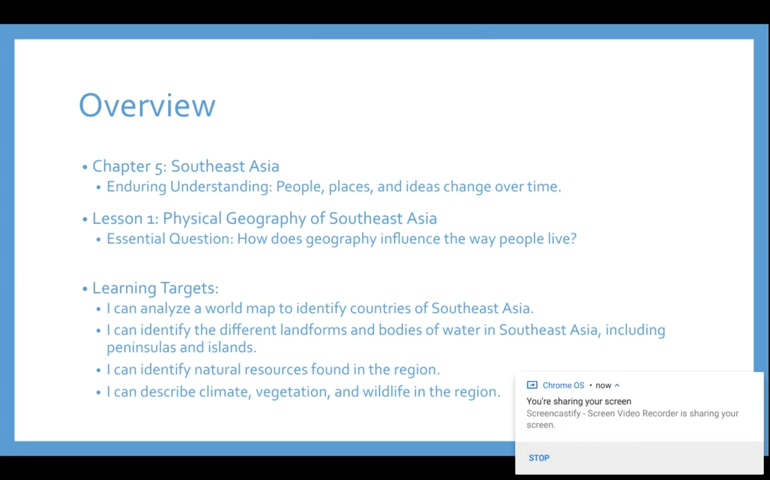 Overview
• Chapter 5: Southeast Asia
• Enduring Understanding: People, places, and ideas change over time.
• Lesson 1: Physical Geography of Southeast Asia
• Essential Question: How does geography influence the way people live?
• Learning Targets:
• I can analyze a world map to identify countries of Southeast Asia.
• I can identify the different landforms and bodies of water in Southeast Asia, including
peninsulas and islands.
• I can identify natural resources found in the region.
• I can describe climate, vegetation, and wildlife in the region.
Chrome OS • now
You're sharing your screen
Screencastify - Screen Video Recorder is sharing your
screen.
STOP